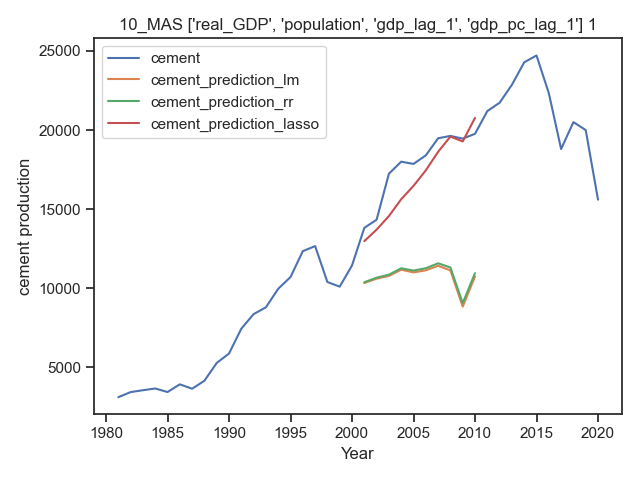 10_MAS ['real_GDP', 'population', 'gdp_lag_1', 'gdp_pc_lag_1'] 1
cement
cement_prediction_lm
cement_prediction_rr
cement_prediction_lasso
cement production
25000
20000
15000
10000
5000
1980 1985 1990 1995 2000 2005 2010 2015 2020
Year